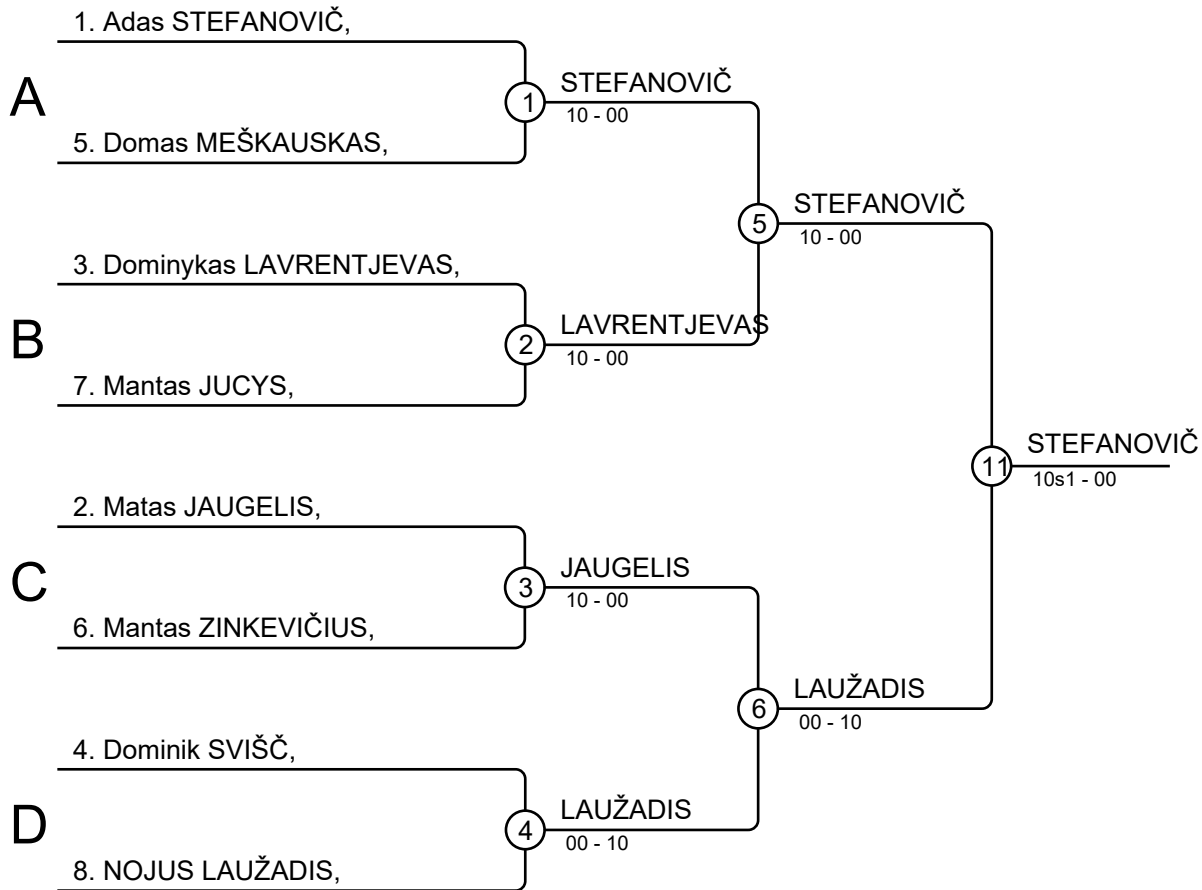 1. Adas STEFANOVIČ,
A
1
STEFANOVIČ
10 - 00
5. Domas MEŠKAUSKAS,
5
STEFANOVIČ
10 - 00
3. Dominykas LAVRENTJEVAS,
B
2
LAVRENTJEVAS
10 - 00
7. Mantas JUCYS,
11
STEFANOVIČ
10s1 - 00
2. Matas JAUGELIS,
C
3
JAUGELIS
10 - 00
6. Mantas ZINKEVIČIUS,
6
LAUŽADIS
00 - 10
4. Dominik SVIŠČ,
D
4
LAUŽADIS
00 - 10
8. NOJUS LAUŽADIS,